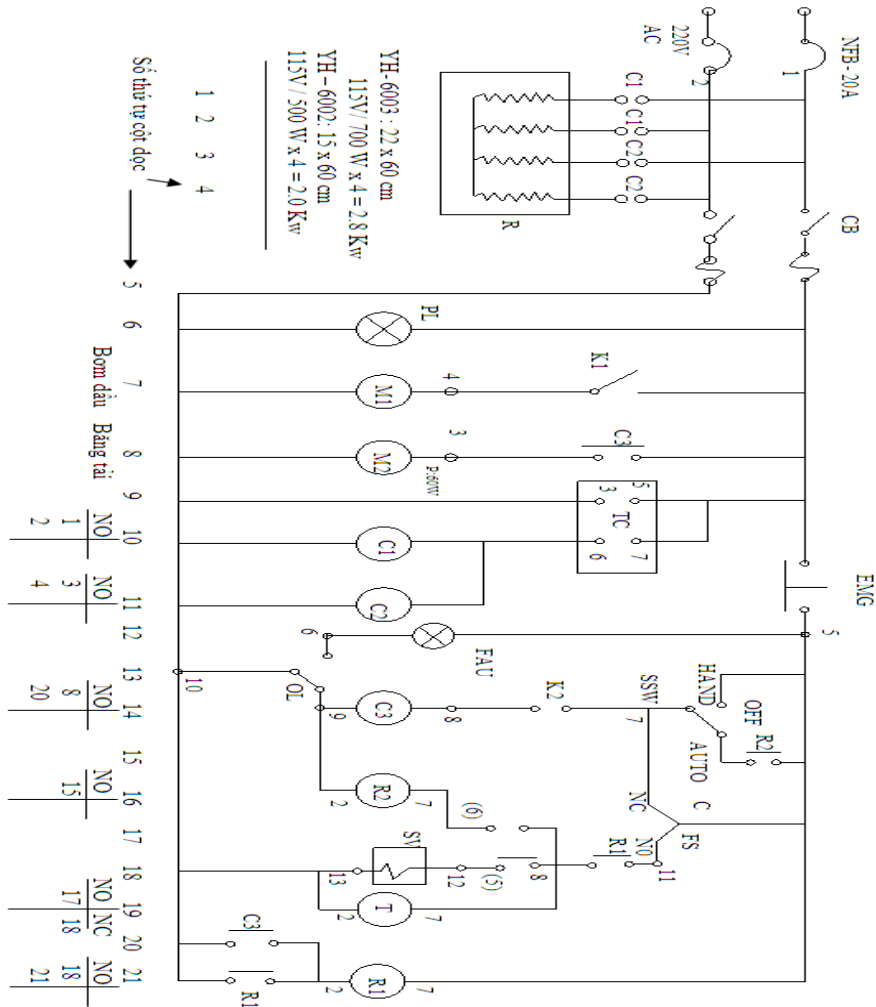 NFB- 20A
1
CB
EMG
5
220V
AC
2
C1
C1
C2
C2
R
HAND
OFF
R2
AUTO
C
SSW
7
NC
FS
NO
11
R1
K1
K2
C3
TC
5
7
3
6
PL
4
M1
3
P:60W
M2
C1
C2
FAU
6
OL
10
8
C3
9
7
R2
2
(6)
8
(5)
12
SV
13
7
T
2
7
R1
2
C3
R1
YH-6003 : 22 x 60 cm
115V/ 700 W x 4 = 2.8 Kw
YH – 6002: 15 x 60 cm
115V / 500 W x 4 = 2.0 Kw
1 2 3 4
5 6 7 8 9 10 11 12 13 14 15 16 17 18 19 20 21
Số thứ tự cột dọc
Bơm dầu
Băng tải
NO
1
2
NO
3
4
NO
8
20
NO
15
NO NC
17 18
NO
18
21